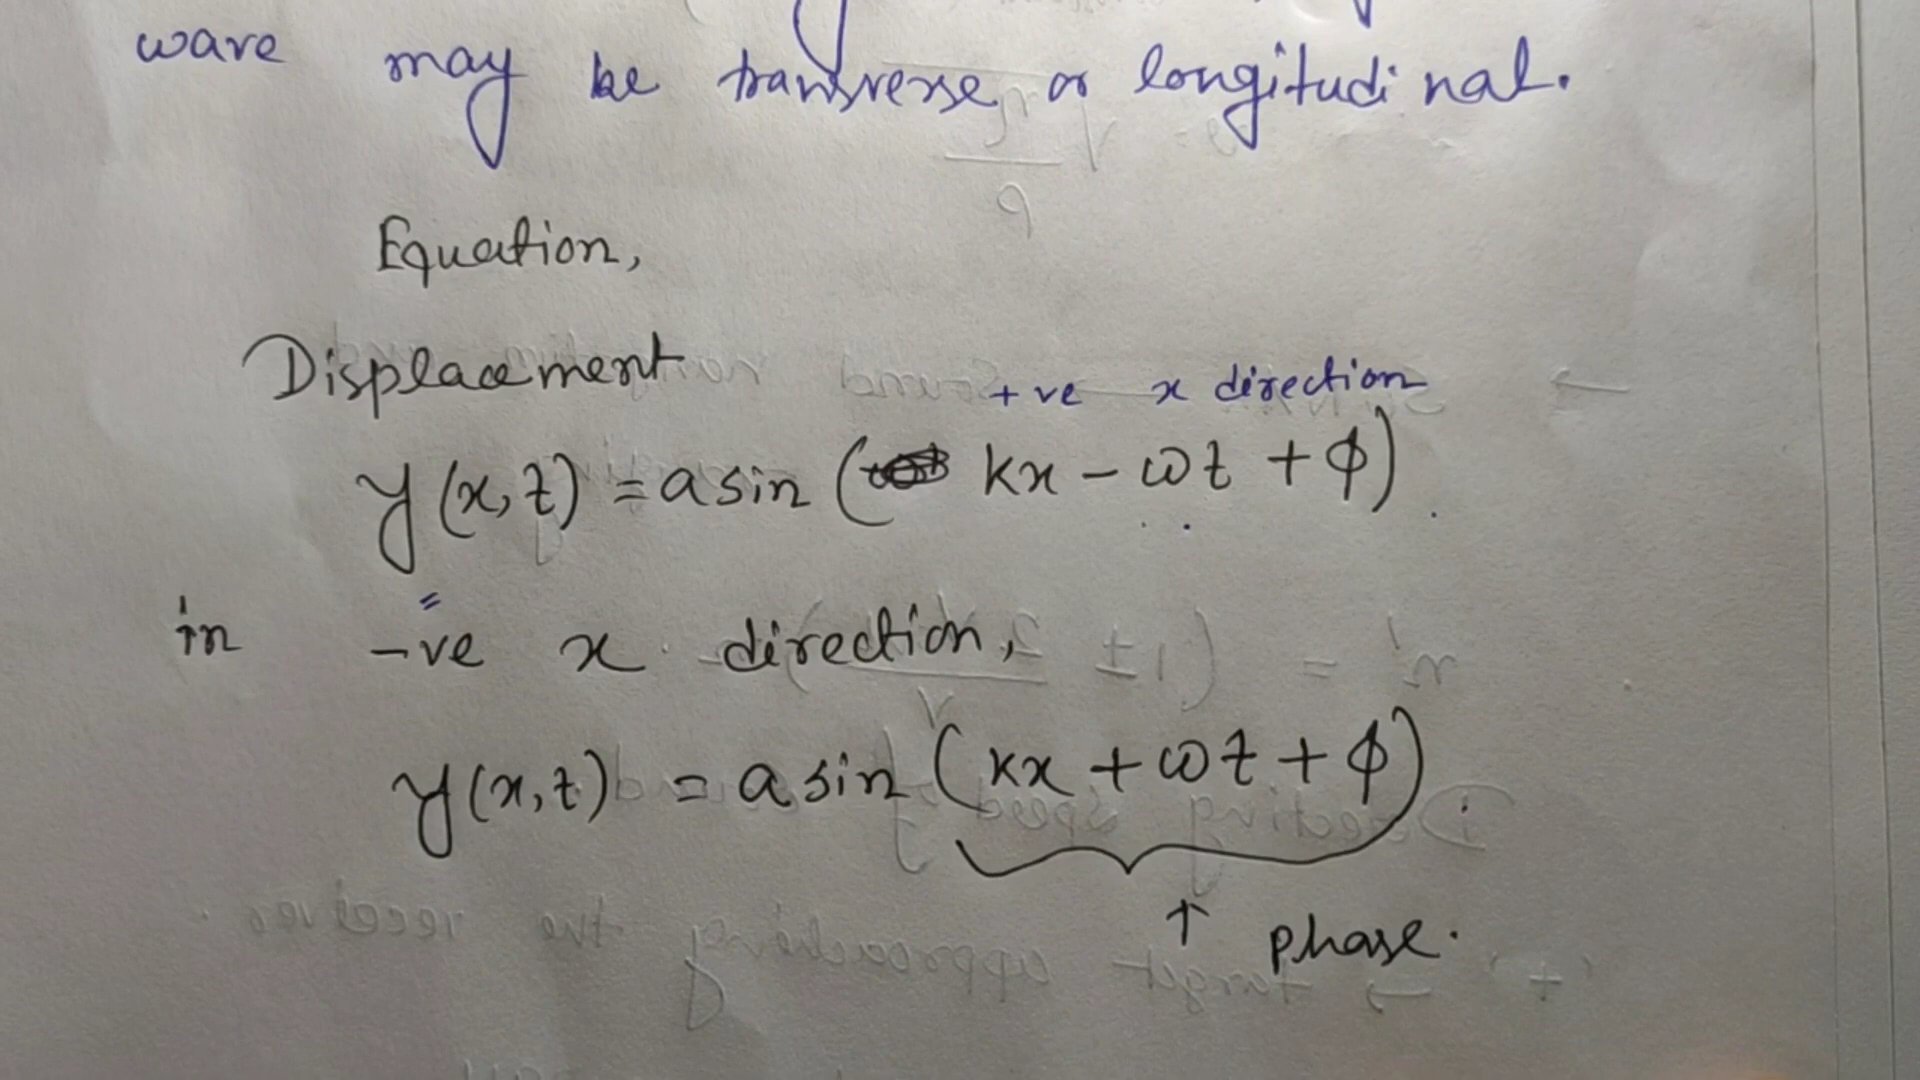 wave may be transverse or longitudinal.
Equation,
Displacement
+ve x direction
y(x,t) = a sin ( kx - ωt + ϕ)
in -ve x direction,
y(x,t) = a sin (kx + ωt + ϕ).
↑ phase.